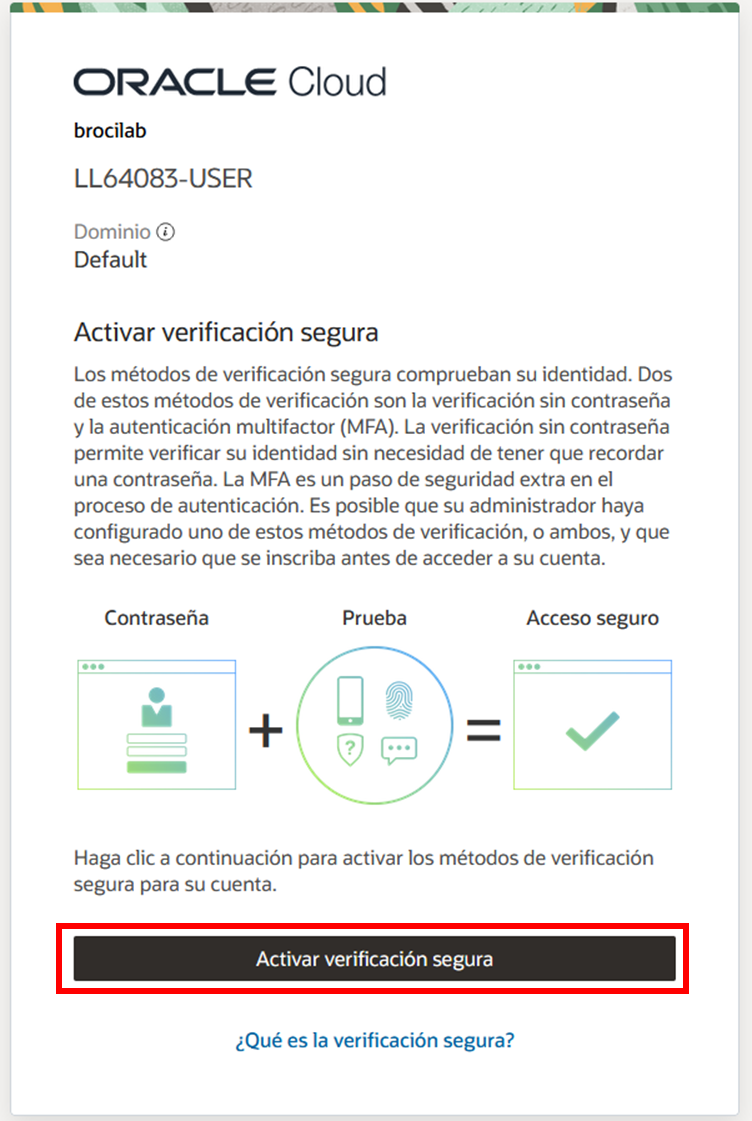 ORACLE Cloud
brocilab
LL64083-USER
Dominio
Default
Activar verificación segura
Los métodos de verificación segura comprueban su identidad. Dos
de estos métodos de verificación son la verificación sin contraseña
y la autenticación multifactor (MFA). La verificación sin contraseña
permite verificar su identidad sin necesidad de tener que recordar
una contraseña. La MFA es un paso de seguridad extra en el
proceso de autenticación. Es posible que su administrador haya
configurado uno de estos métodos de verificación, o ambos, y que
sea necesario que se inscriba antes de acceder a su cuenta.
Contraseña Prueba Acceso seguro
Haga clic a continuación para activar los métodos de verificación
segura para su cuenta.
Activar verificación segura
¿Qué es la verificación segura?